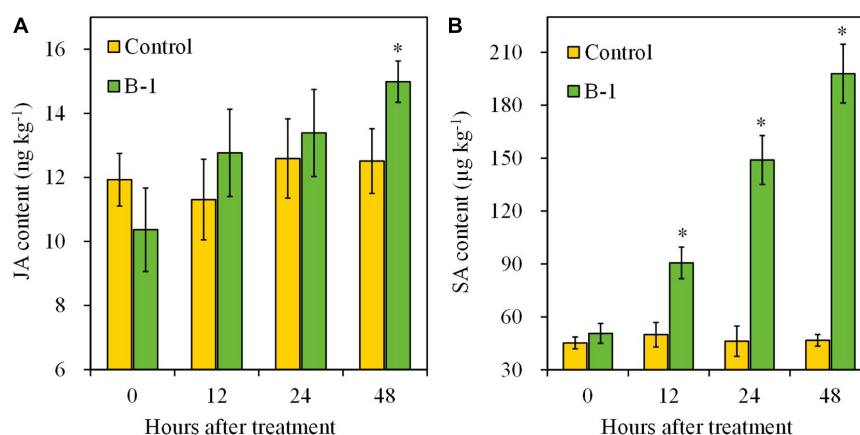 A
JA content (ng kg⁻¹)
16
14
12
10
8
6
Control
B-1
*
0 12 24 48
Hours after treatment
B
SA content (µg kg⁻¹)
210
180
150
120
90
60
30
Control
B-1
*
*
*
0 12 24 48
Hours after treatment